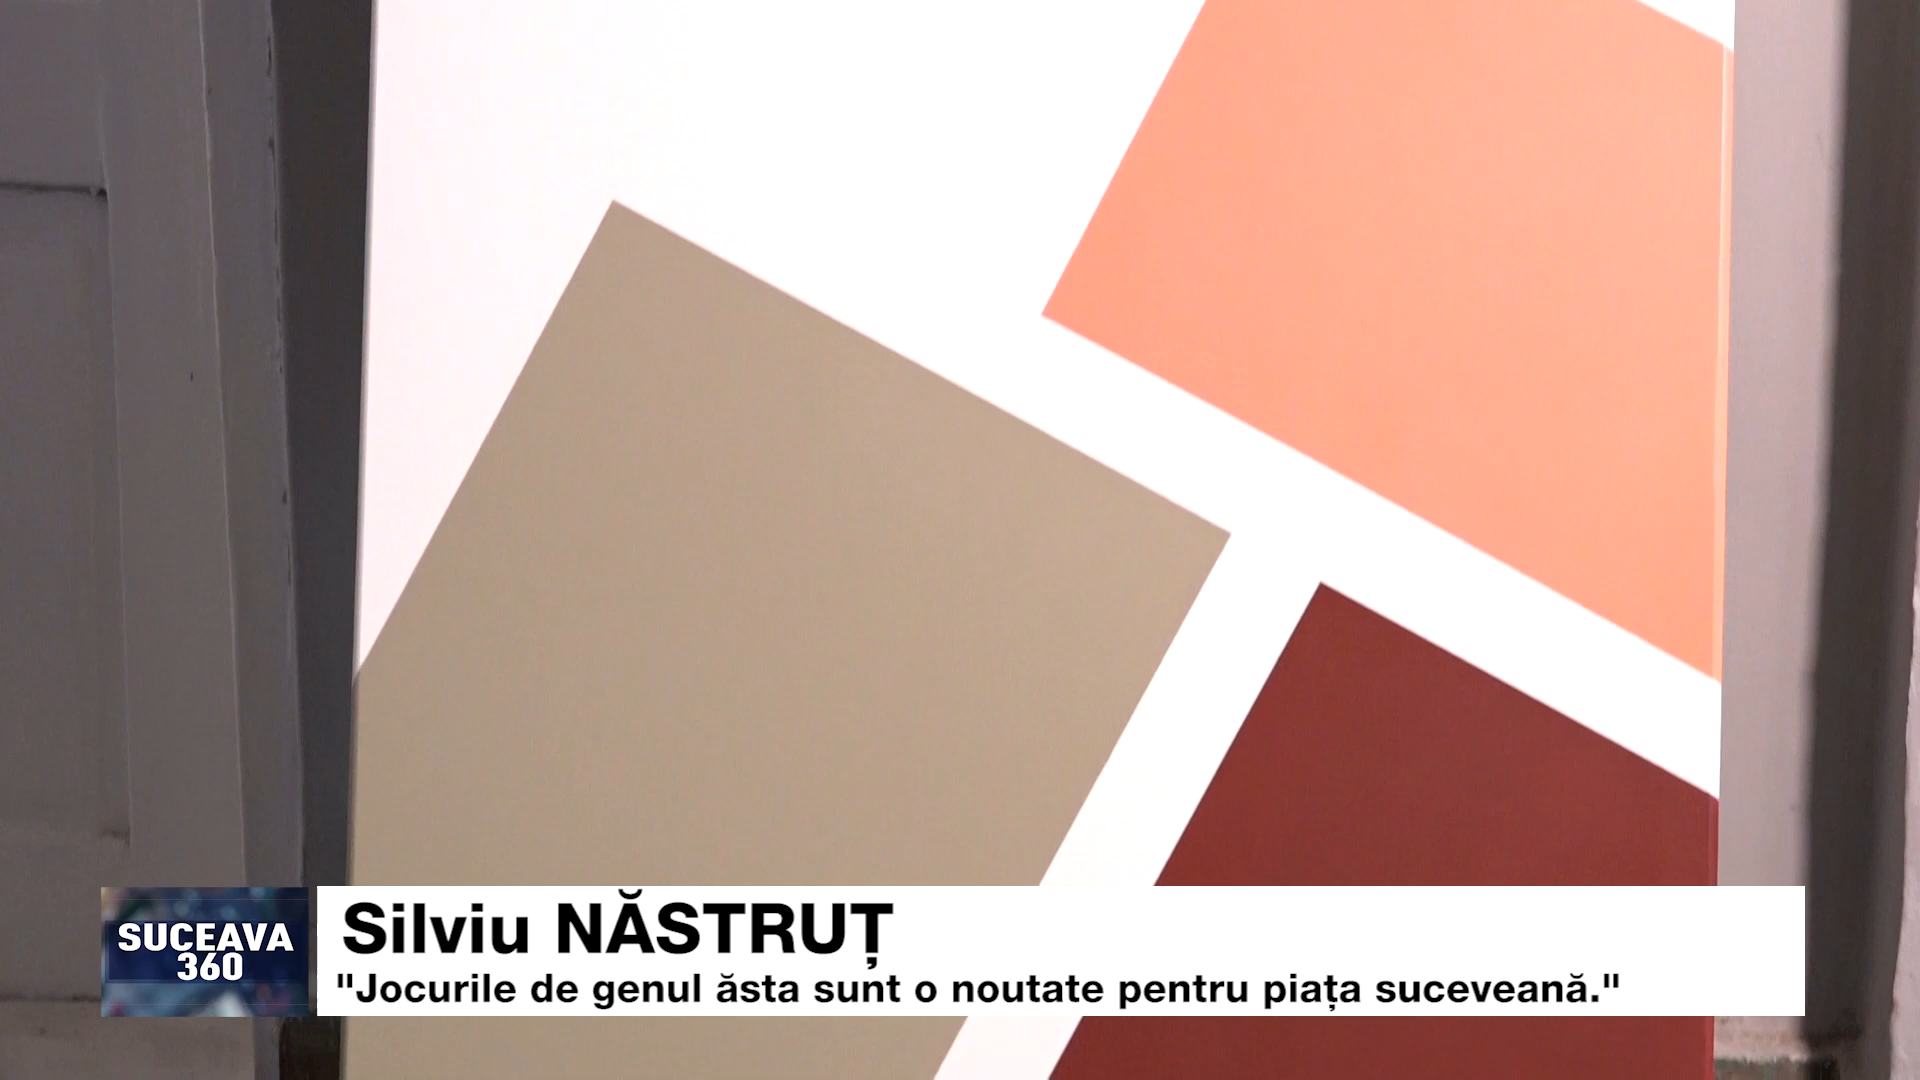 SUCEAVA
360
Silviu NĂSTRUȚ
"Jocurile de genul ăsta sunt o noutate pentru piața suceveană."